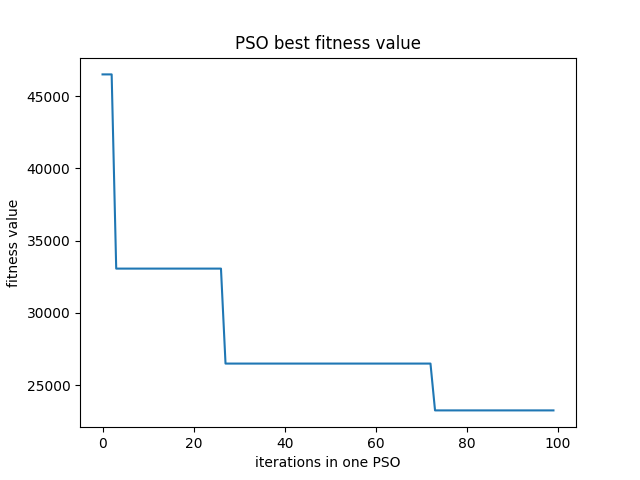 PSO best fitness value
45000
40000
35000
30000
25000
fitness value
0 20 40 60 80 100
iterations in one PSO